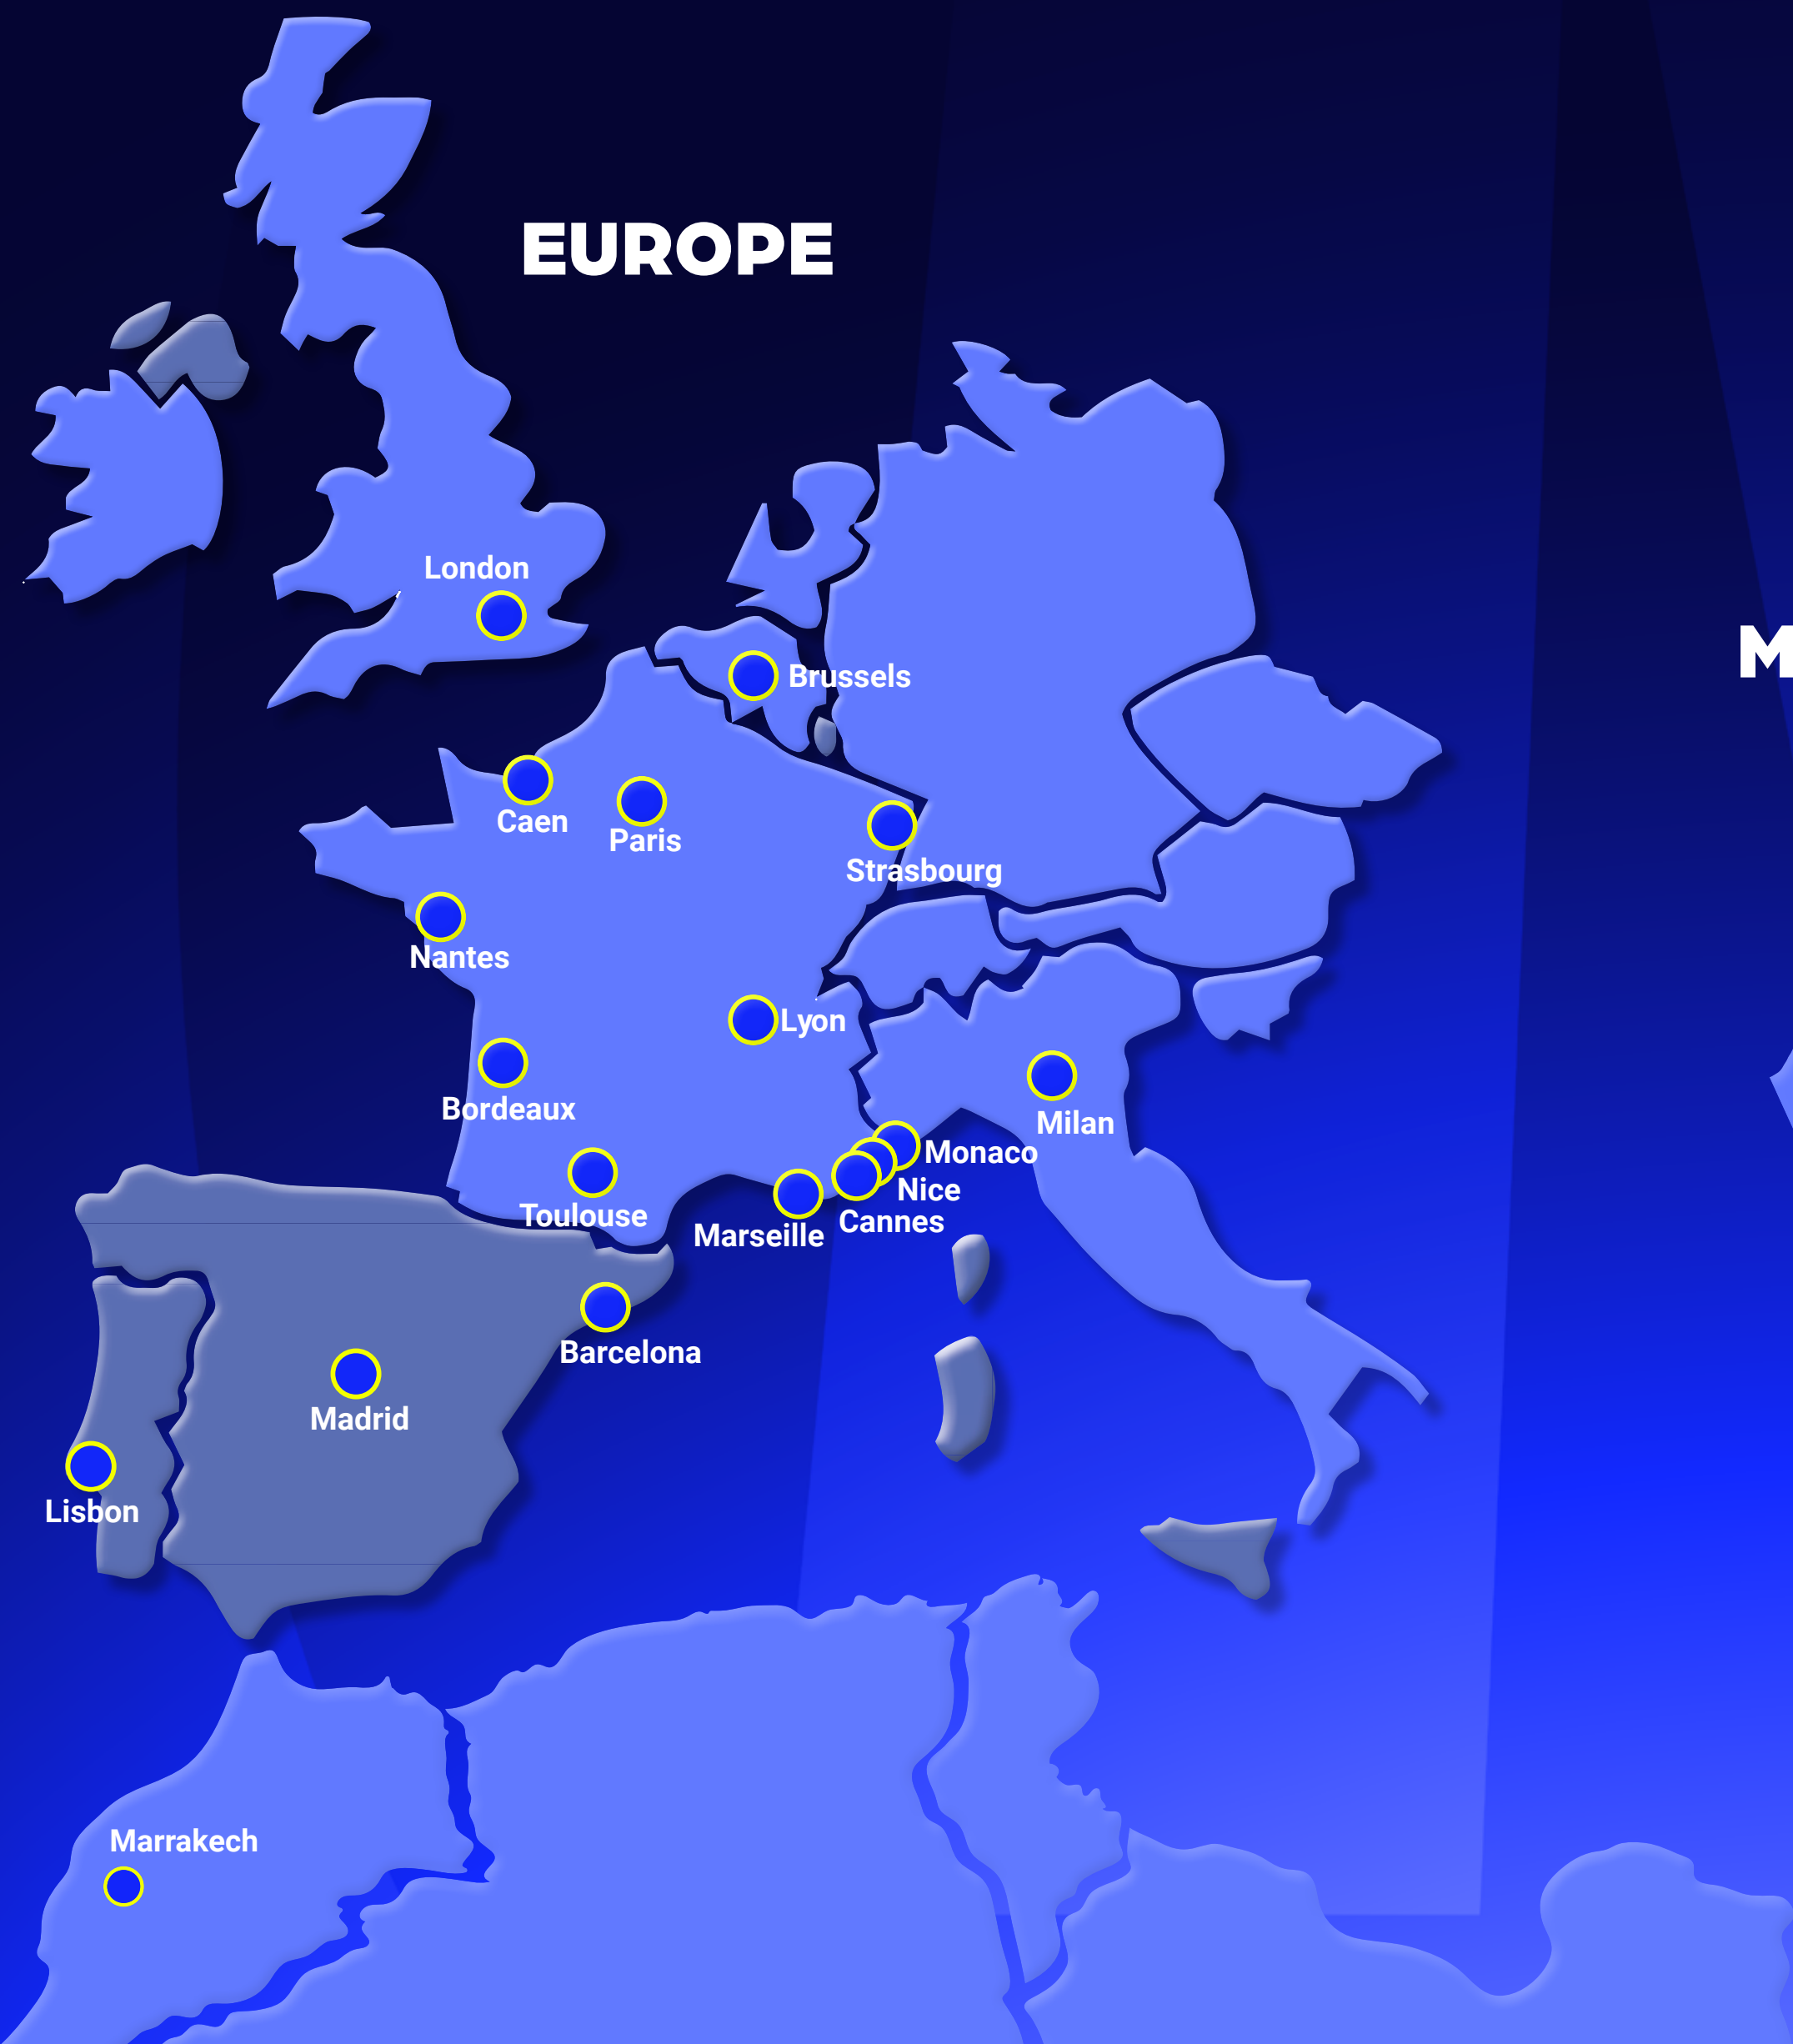 EUROPE
London
M
Brussels
Caen
Paris
Strasbourg
Nantes
Lyon
Bordeaux
Milan
Monaco
Nice
Toulouse
Cannes
Marseille
Barcelona
Madrid
Lisbon
Marrakech